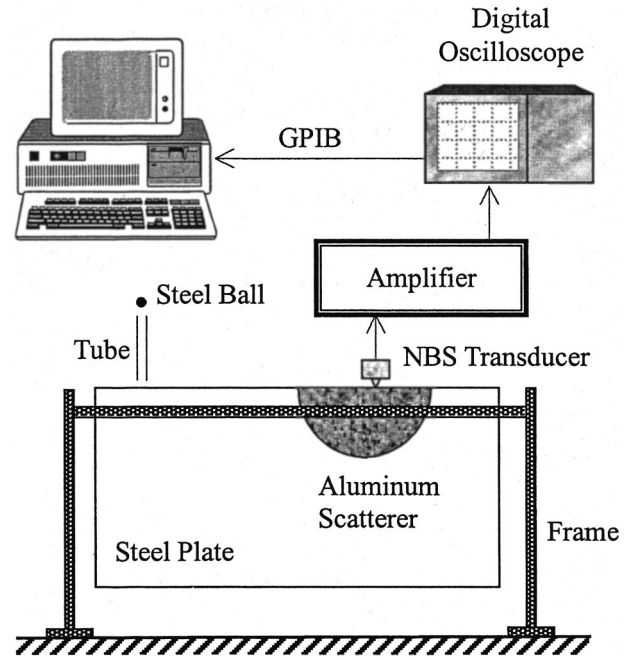 Digital
Oscilloscope
GPIB
Amplifier
Steel Ball
Tube
NBS Transducer
Aluminum
Scatterer
Steel Plate
Frame